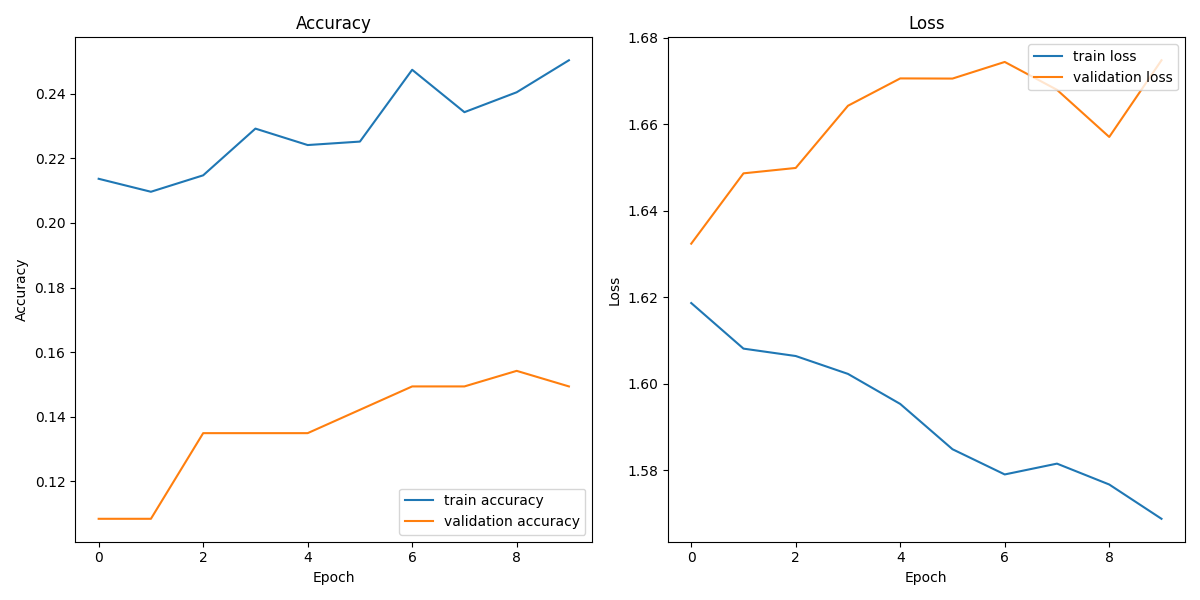 Accuracy
Accuracy
0.24
0.22
0.20
0.18
0.16
0.14
0.12
0 2 4 6 8
Epoch
train accuracy
validation accuracy
Loss
Loss
1.68
1.66
1.64
1.62
1.60
1.58
0 2 4 6 8
Epoch
train loss
validation loss